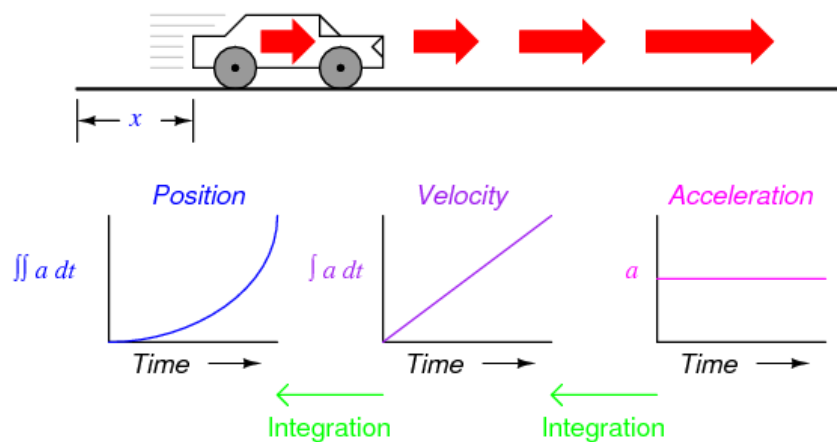 x
Position
Velocity
Acceleration
∫∫ a dt
∫ a dt
a
Time
Time
Time
Integration
Integration